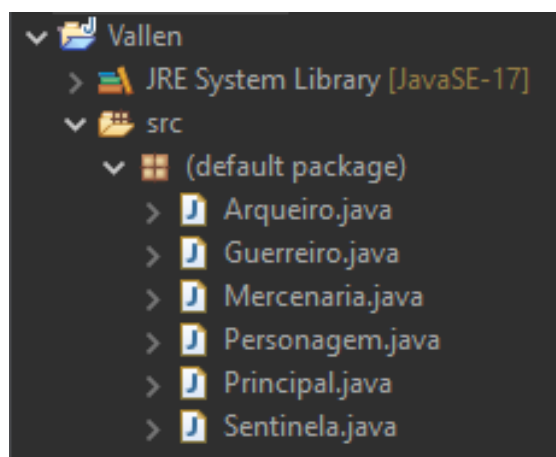 Vallen
JRE System Library [JavaSE-17]
src
(default package)
Arqueiro.java
Guerreiro.java
Mercenaria.java
Personagem.java
Principal.java
Sentinela.java